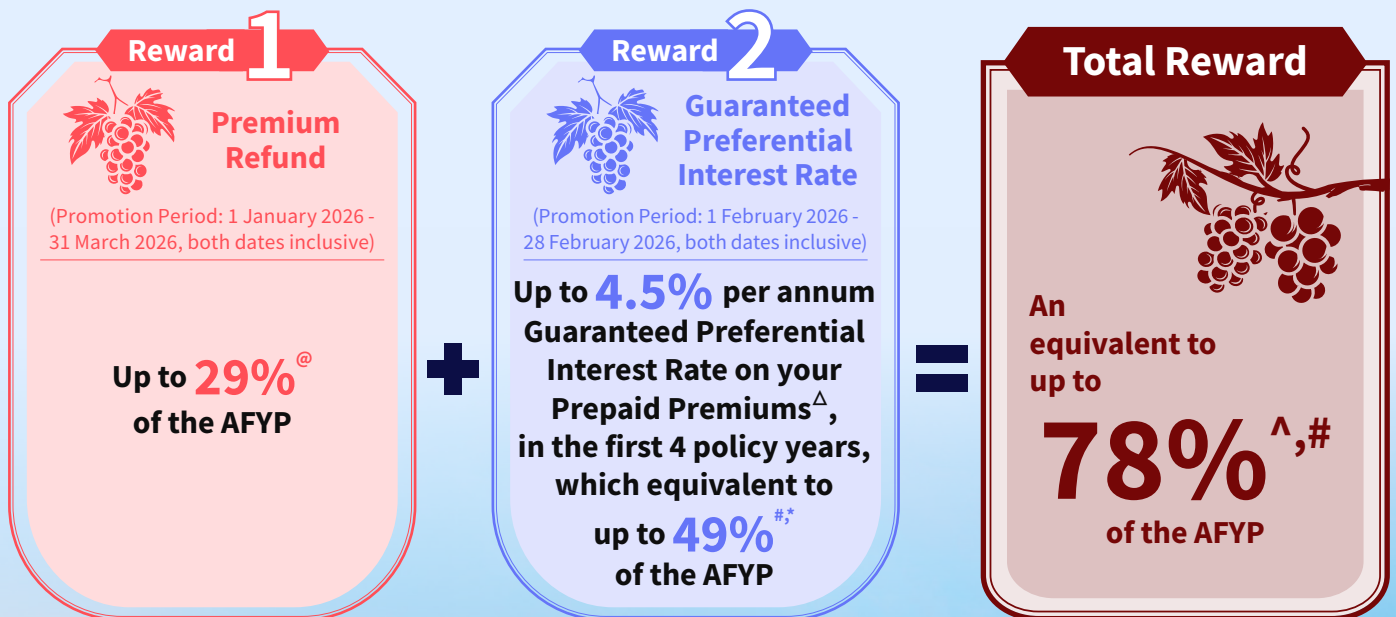 Reward 1
Premium
Refund
(Promotion Period: 1 January 2026 -
31 March 2026, both dates inclusive)
Up to 29%@
of the AFYP
+
Reward 2
Guaranteed
Preferential
Interest Rate
(Promotion Period: 1 February 2026 -
28 February 2026, both dates inclusive)
Up to 4.5% per annum
Guaranteed Preferential
Interest Rate on your
Prepaid Premiums△,
in the first 4 policy years,
which equivalent to
up to 49%#,*
of the AFYP
=
Total Reward
An
equivalent to
up to
78%^,#
of the AFYP